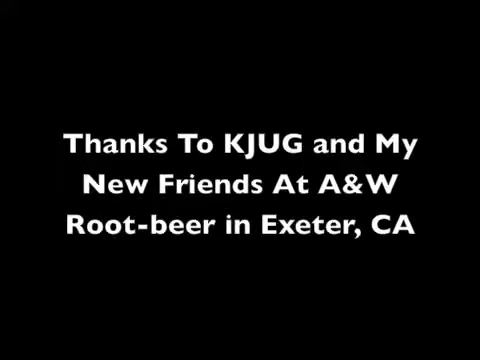 Thanks To KJUG and My
New Friends At A&W
Root-beer in Exeter, CA